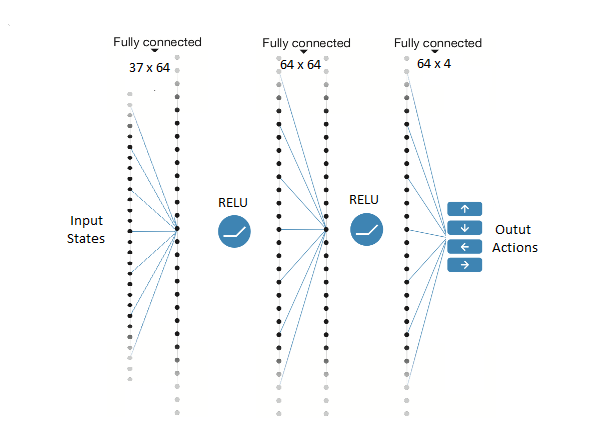 Fully connected
37 x 64
Fully connected
64 x 64
Fully connected
64 x 4
RELU
RELU
Input
States
Outut
Actions